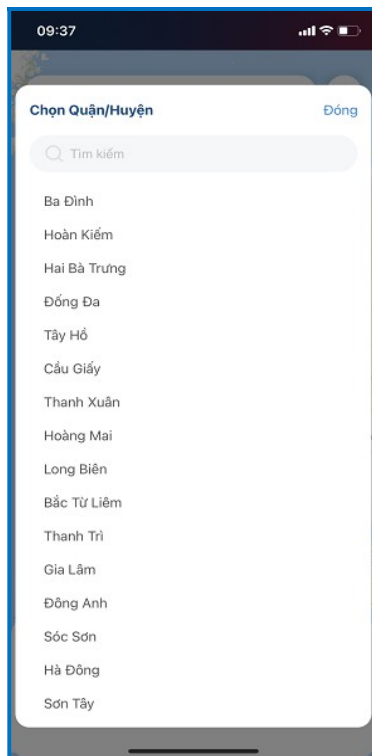 09:37
Chọn Quận/Huyện Đóng
Tìm kiếm
Ba Đình
Hoàn Kiếm
Hai Bà Trưng
Đống Đa
Tây Hồ
Cầu Giấy
Thanh Xuân
Hoàng Mai
Long Biên
Bắc Từ Liêm
Thanh Trì
Gia Lâm
Đông Anh
Sóc Sơn
Hà Đông
Sơn Tây